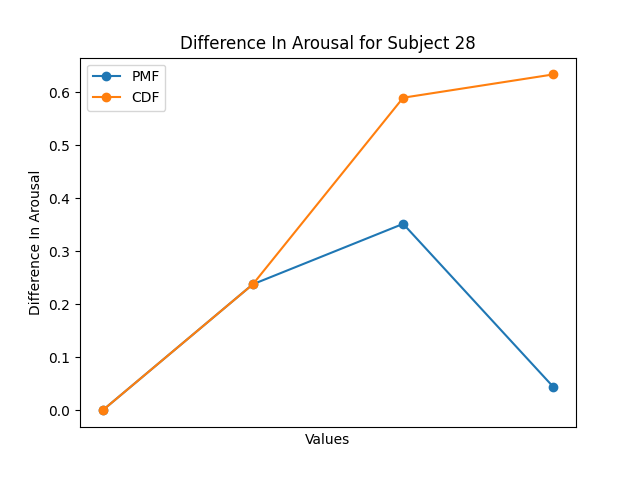 Difference In Arousal for Subject 28
PMF
CDF
0.6
0.5
0.4
0.3
0.2
0.1
0.0
Difference In Arousal
Values